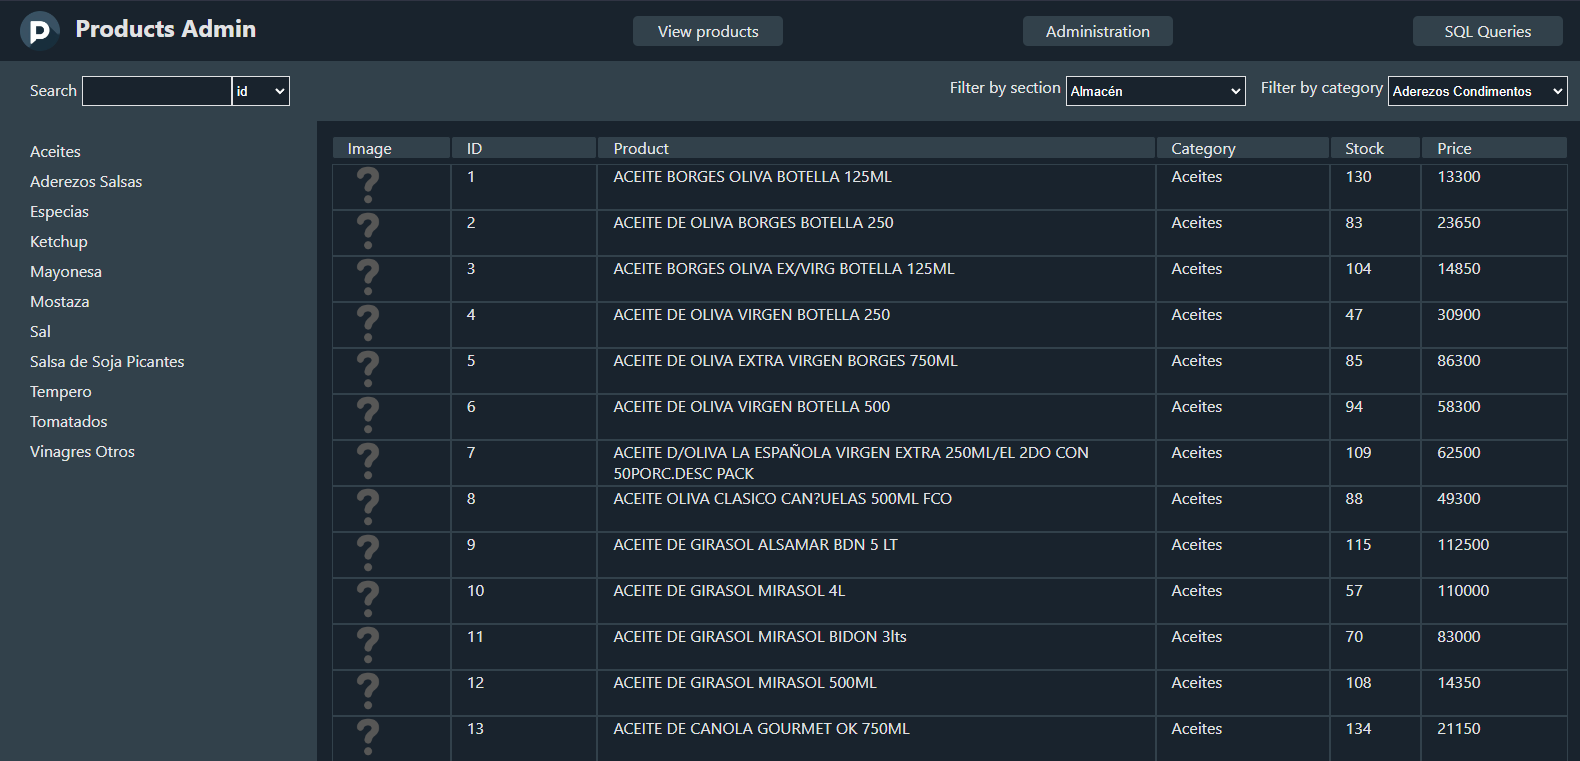 Products Admin
View products
Administration
SQL Queries
Search
id
Filter by section
Almacén
Filter by category
Aderezos Condimentos
Aceites
Aderezos Salsas
Especias
Ketchup
Mayonesa
Mostaza
Sal
Salsa de Soja Picantes
Tempero
Tomatados
Vinagres Otros
Image ID Product Category Stock Price
1 ACEITE BORGES OLIVA BOTELLA 125ML Aceites 130 13300
2 ACEITE DE OLIVA BORGES BOTELLA 250 Aceites 83 23650
3 ACEITE BORGES OLIVA EX/VIRG BOTELLA 125ML Aceites 104 14850
4 ACEITE DE OLIVA VIRGEN BOTELLA 250 Aceites 47 30900
5 ACEITE DE OLIVA EXTRA VIRGEN BORGES 750ML Aceites 85 86300
6 ACEITE DE OLIVA VIRGEN BOTELLA 500 Aceites 94 58300
7 ACEITE D/OLIVA LA ESPAÑOLA VIRGEN EXTRA 250ML/EL 2DO CON Aceites 109 62500
50PORC.DESC PACK
8 ACEITE OLIVA CLASICO CAN?UELAS 500ML FCO Aceites 88 49300
9 ACEITE DE GIRASOL ALSAMAR BDN 5 LT Aceites 115 112500
10 ACEITE DE GIRASOL MIRASOL 4L Aceites 57 110000
11 ACEITE DE GIRASOL MIRASOL BIDON 3lts Aceites 70 83000
12 ACEITE DE GIRASOL MIRASOL 500ML Aceites 108 14350
13 ACEITE DE CANOLA GOURMET OK 750ML Aceites 134 21150